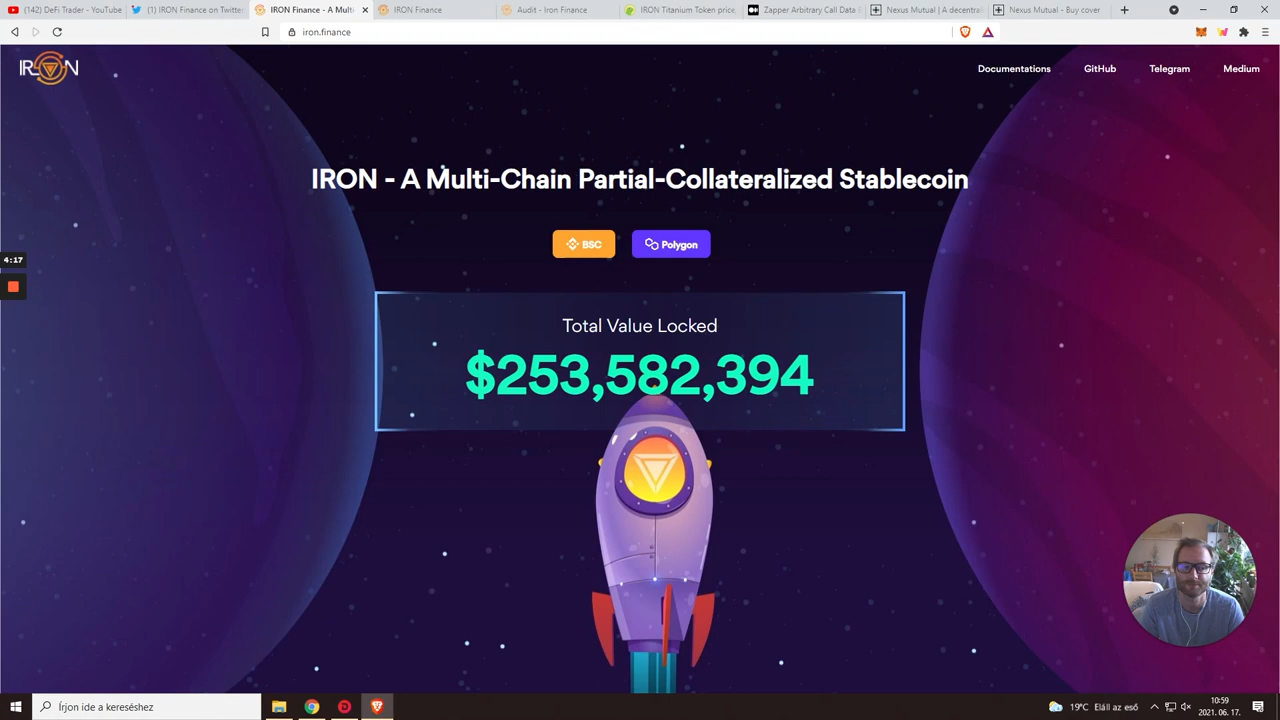 (142) DeFi Trader - YouTube
(1) IRON Finance on Twitter
IRON Finance - A Mult
IRON Finance
Audit - Iron Finance
IRON Titanium Token price,
Zapper Arbitrary Call Data E
Nexus Mutual | A decentral
Nexus Mutual - Buy cover
iron.finance
IRON
Documentations
GitHub
Telegram
Medium
IRON - A Multi-Chain Partial-Collateralized Stablecoin
BSC
Polygon
4:17
Total Value Locked
$253,582,394
Írjon ide a kereséshez
19°C Eláll az eső
10:59
2021. 06. 17.